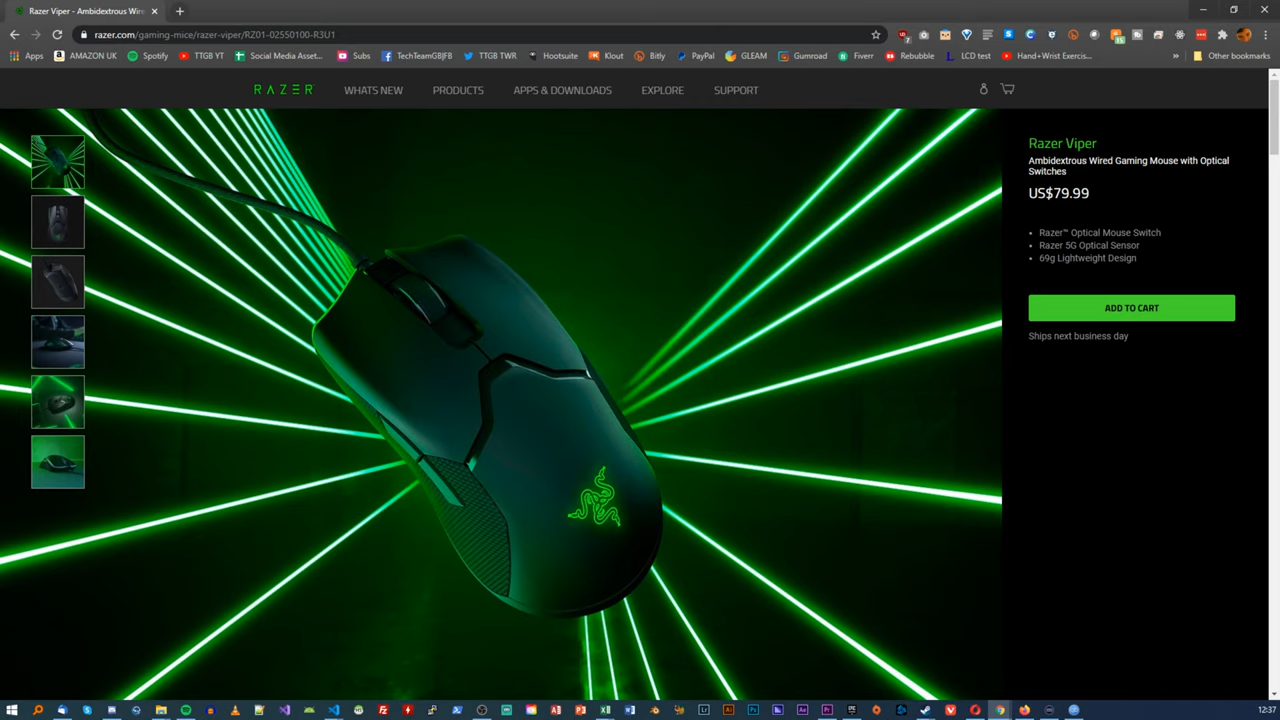 Razer Viper - Ambidextrous Wire
razer.com/gaming-mice/razer-viper/RZ01-02550100-R3U1
Apps AMAZON UK Spotify TTGB YT Social Media Asset... Subs TechTeamGB|FB TTGB TWR Hootsuite Klout Bitly PayPal GLEAM Gumroad Fiverr Rebubble LCD test Hand+Wrist Exercis... » Other bookmarks
RAZER WHATS NEW PRODUCTS APPS & DOWNLOADS EXPLORE SUPPORT
Razer Viper
Ambidextrous Wired Gaming Mouse with Optical
Switches
US$79.99
Razer™ Optical Mouse Switch
Razer 5G Optical Sensor
69g Lightweight Design
ADD TO CART
Ships next business day
12:37